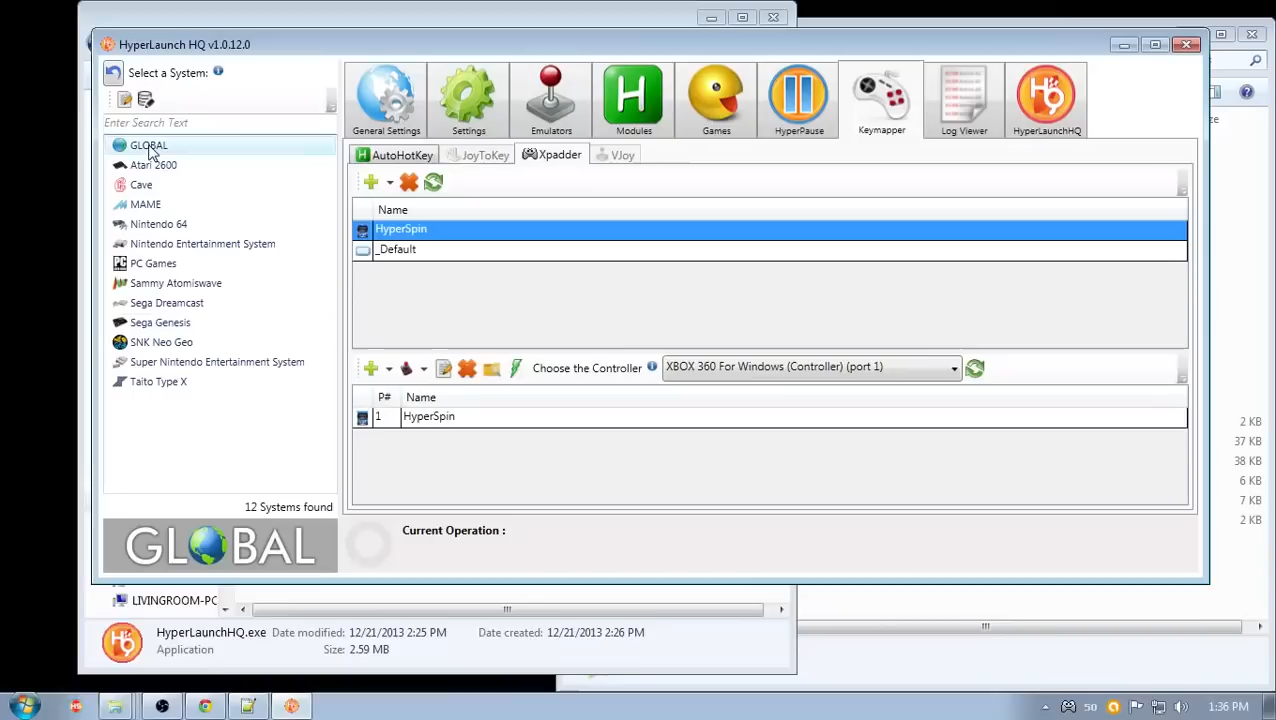 HyperLaunch HQ v1.0.12.0
Select a System:
Enter Search Text
GLOBAL
Atari 2600
Cave
MAME
Nintendo 64
Nintendo Entertainment System
PC Games
Sammy Atomiswave
Sega Dreamcast
Sega Genesis
SNK Neo Geo
Super Nintendo Entertainment System
Taito Type X
12 Systems found
GLOBAL
General Settings
Settings
Emulators
H
Modules
Games
HyperPause
Keymapper
Log Viewer
HQ
HyperLaunchHQ
H AutoHotKey
JoyToKey
Xpadder
VJoy
Name
HyperSpin
_Default
Choose the Controller
XBOX 360 For Windows (Controller) (port 1)
P# Name
1 HyperSpin
Current Operation :
2 KB
37 KB
38 KB
6 KB
7 KB
2 KB
LIVINGROOM-PC
HyperLaunchHQ.exe
Application
Date modified: 12/21/2013 2:25 PM
Size: 2.59 MB
Date created: 12/21/2013 2:26 PM
50
1:36 PM